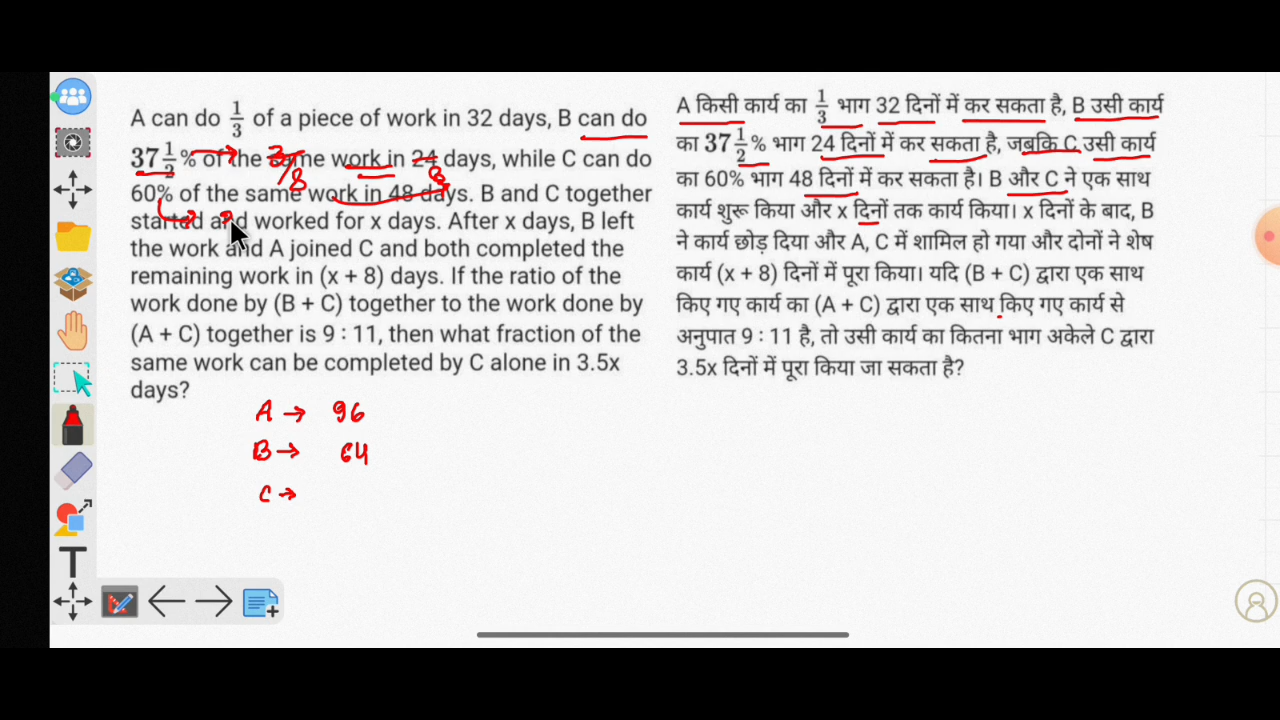 A can do 1/3 of a piece of work in 32 days, B can do
37 1/2 % of the same work in 24 days, while C can do
60% of the same work in 48 days. B and C together
started and worked for x days. After x days, B left
the work and A joined C and both completed the
remaining work in (x + 8) days. If the ratio of the
work done by (B + C) together to the work done by
(A + C) together is 9 : 11, then what fraction of the
same work can be completed by C alone in 3.5x
days?
3/8
8
A → 96
B → 64
C →
A किसी कार्य का 1/3 भाग 32 दिनों में कर सकता है, B उसी कार्य
का 37 1/2 % भाग 24 दिनों में कर सकता है, जबकि C उसी कार्य
का 60% भाग 48 दिनों में कर सकता है। B और C ने एक साथ
कार्य शुरू किया और x दिनों तक कार्य किया। x दिनों के बाद, B
ने कार्य छोड़ दिया और A, C में शामिल हो गया और दोनों ने शेष
कार्य (x + 8) दिनों में पूरा किया। यदि (B + C) द्वारा एक साथ
किए गए कार्य का (A + C) द्वारा एक साथ किए गए कार्य से
अनुपात 9 : 11 है, तो उसी कार्य का कितना भाग अकेले C द्वारा
3.5x दिनों में पूरा किया जा सकता है?
T